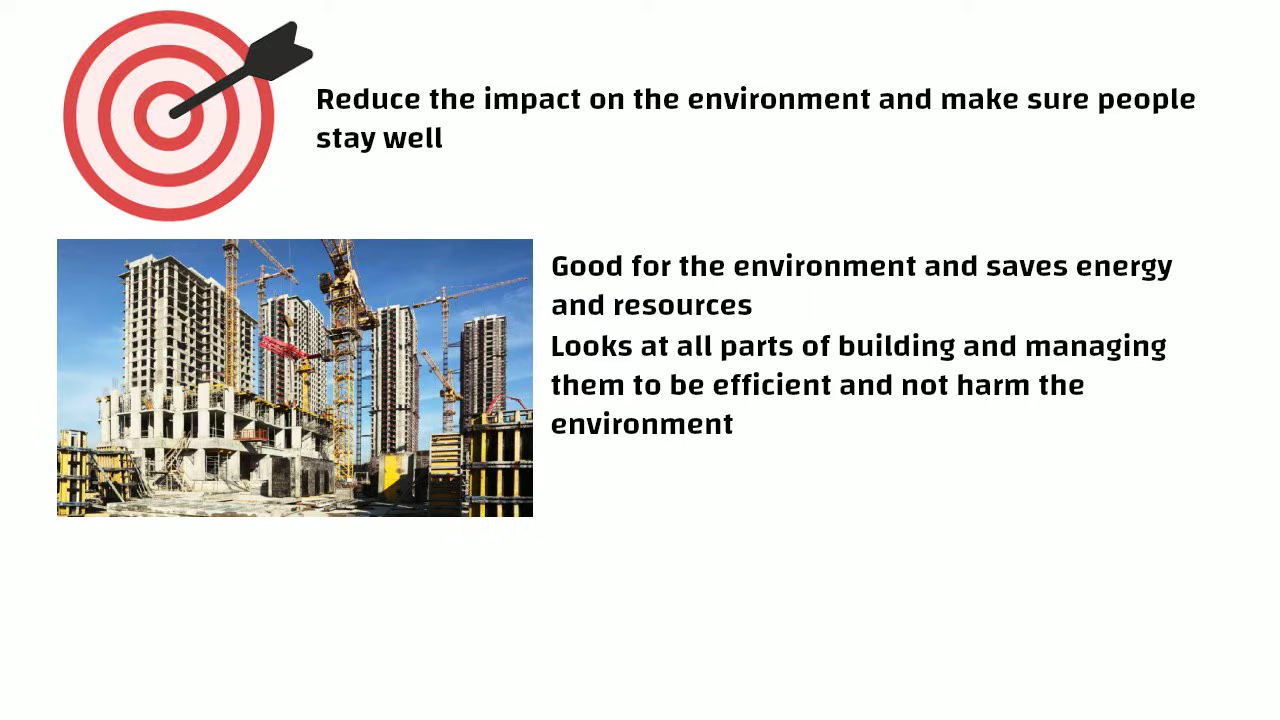 Reduce the impact on the environment and make sure people
stay well
Good for the environment and saves energy
and resources
Looks at all parts of building and managing
them to be efficient and not harm the
environment